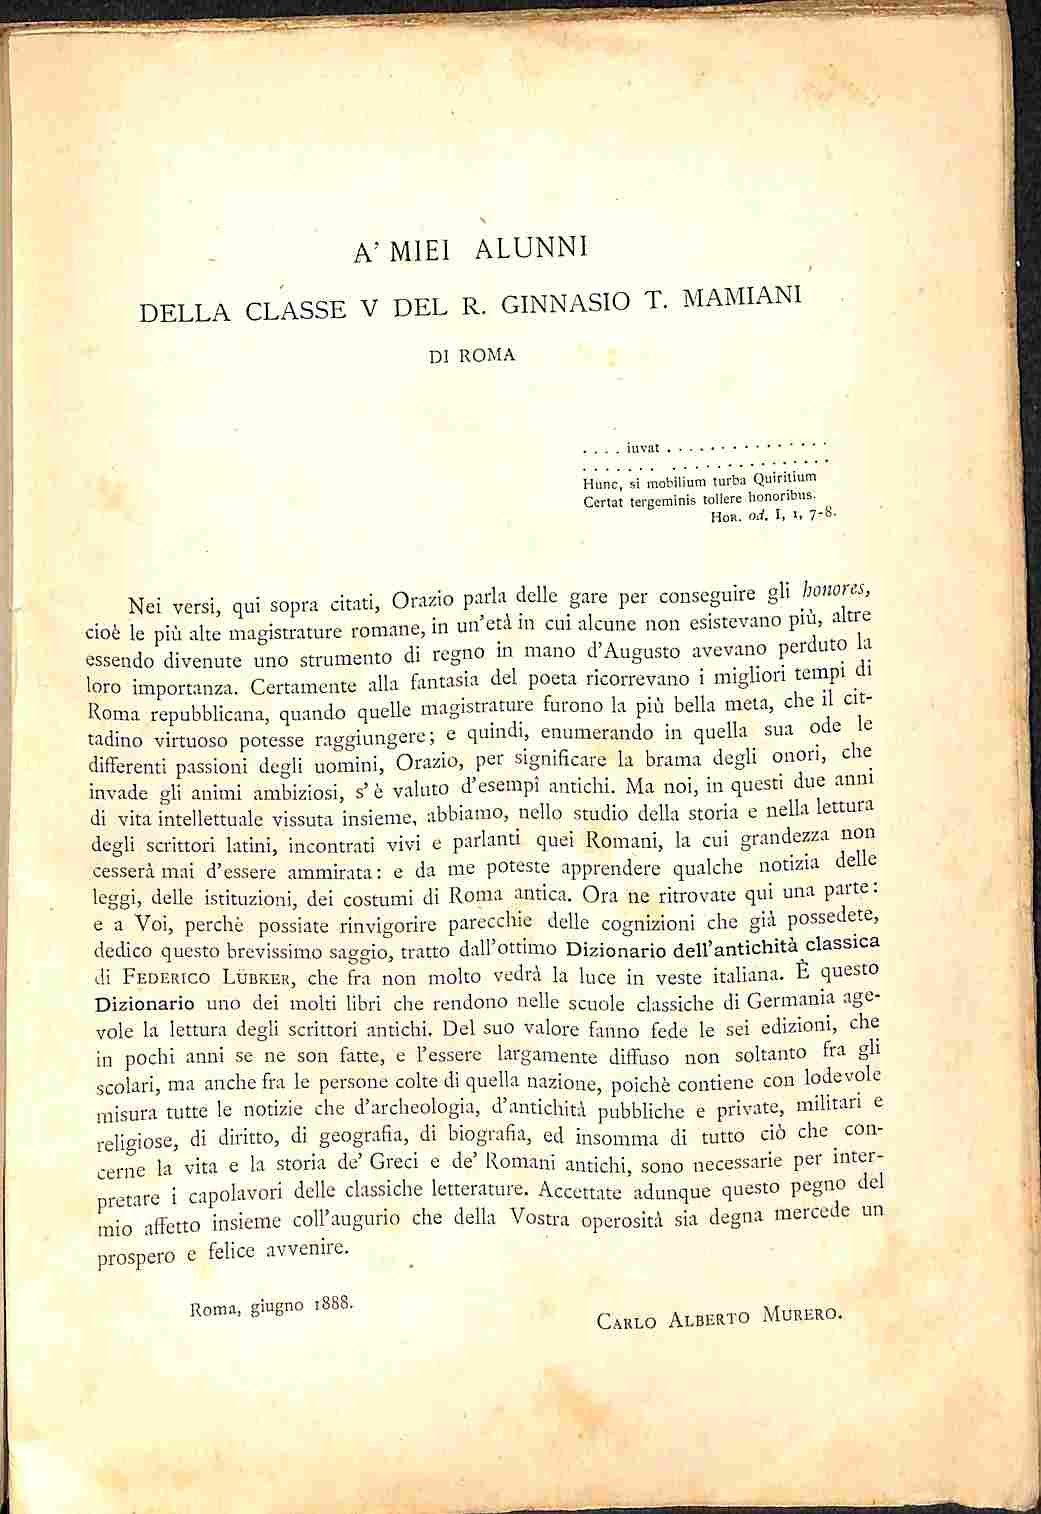 A' MIEI ALUNNI
DELLA CLASSE V DEL R. GINNASIO T. MAMIANI
DI ROMA
. . . . iuvat . . . . . . . . . . . . . . .
. . . . . . . . . . . . . . . . . . . . . .
Hunc, si mobilium turba Quiritium
Certat tergeminis tollere honoribus.
HOR. od. I, 1, 7-8.
Nei versi, qui sopra citati, Orazio parla delle gare per conseguire gli honores,
cioè le più alte magistrature romane, in un'età in cui alcune non esistevano più, altre
essendo divenute uno strumento di regno in mano d'Augusto avevano perduto la
loro importanza. Certamente alla fantasia del poeta ricorrevano i migliori tempi di
Roma repubblicana, quando quelle magistrature furono la più bella meta, che il cit-
tadino virtuoso potesse raggiungere; e quindi, enumerando in quella sua ode le
differenti passioni degli uomini, Orazio, per significare la brama degli onori, che
invade gli animi ambiziosi, s'è valuto d'esempî antichi. Ma noi, in questi due anni
di vita intellettuale vissuta insieme, abbiamo, nello studio della storia e nella lettura
degli scrittori latini, incontrati vivi e parlanti quei Romani, la cui grandezza non
cesserà mai d'essere ammirata: e da me poteste apprendere qualche notizia delle
leggi, delle istituzioni, dei costumi di Roma antica. Ora ne ritrovate qui una parte:
e a Voi, perchè possiate rinvigorire parecchie delle cognizioni che già possedete,
dedico questo brevissimo saggio, tratto dall'ottimo Dizionario dell'antichità classica
di FEDERICO LÜBKER, che fra non molto vedrà la luce in veste italiana. È questo
Dizionario uno dei molti libri che rendono nelle scuole classiche di Germania age-
vole la lettura degli scrittori antichi. Del suo valore fanno fede le sei edizioni, che
in pochi anni se ne son fatte, e l'essere largamente diffuso non soltanto fra gli
scolari, ma anche fra le persone colte di quella nazione, poichè contiene con lodevole
misura tutte le notizie che d'archeologia, d'antichità pubbliche e private, militari e
religiose, di diritto, di geografia, di biografia, ed insomma di tutto ciò che con-
cerne la vita e la storia de' Greci e de' Romani antichi, sono necessarie per inter-
pretare i capolavori delle classiche letterature. Accettate adunque questo pegno del
mio affetto insieme coll'augurio che della Vostra operosità sia degna mercede un
prospero e felice avvenire.
Roma, giugno 1888.
CARLO ALBERTO MURERO.